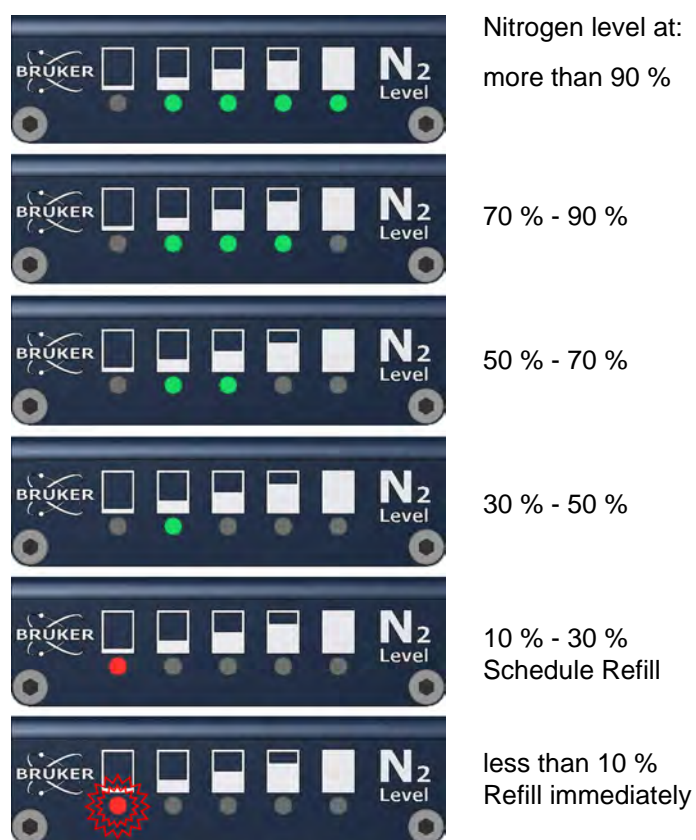 Nitrogen level at:
BRUKER N2 Level
more than 90 %
BRUKER N2 Level
70 % - 90 %
BRUKER N2 Level
50 % - 70 %
BRUKER N2 Level
30 % - 50 %
BRUKER N2 Level
10 % - 30 %
Schedule Refill
BRUKER N2 Level
less than 10 %
Refill immediately